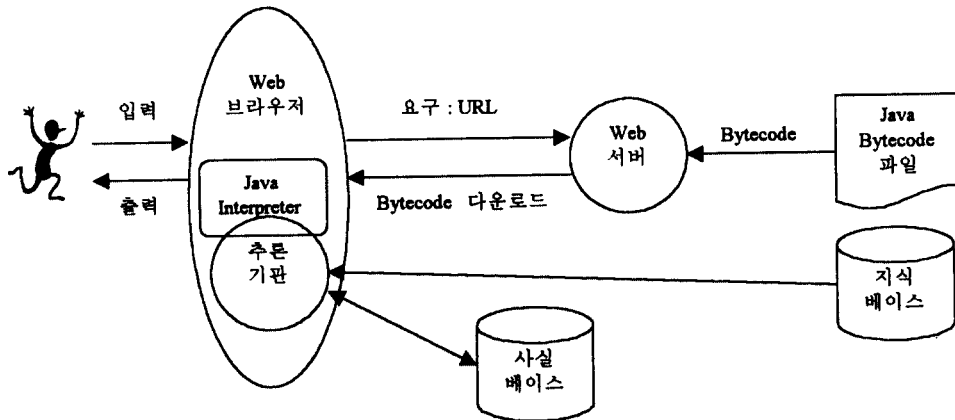 Web
브라우저
입력
출력
Java
Interpreter
추론
기관
요구 : URL
Bytecode 다운로드
Web
서버
Bytecode
Java
Bytecode
파일
지식
베이스
사실
베이스